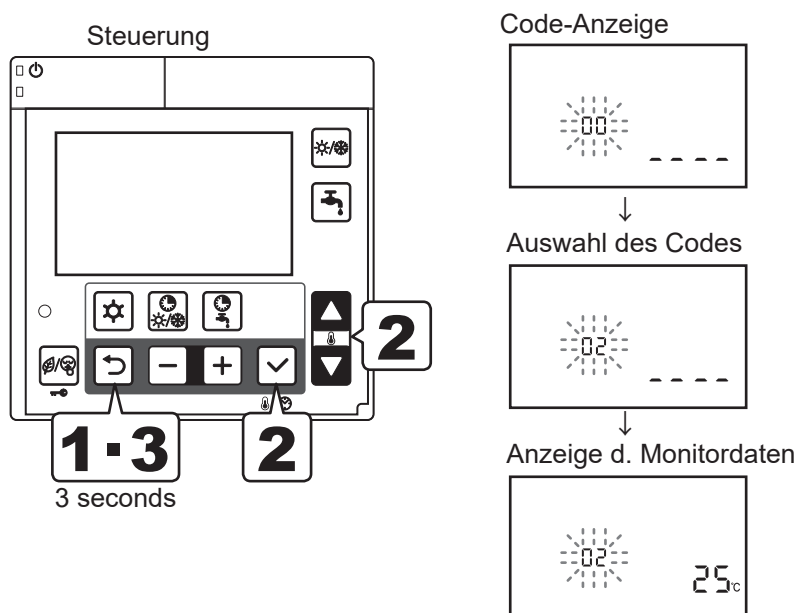 Steuerung
2
1·3
2
3 seconds
Code-Anzeige
00
_ _ _ _
↓
Auswahl des Codes
02
_ _ _ _
↓
Anzeige d. Monitordaten
02
25°C